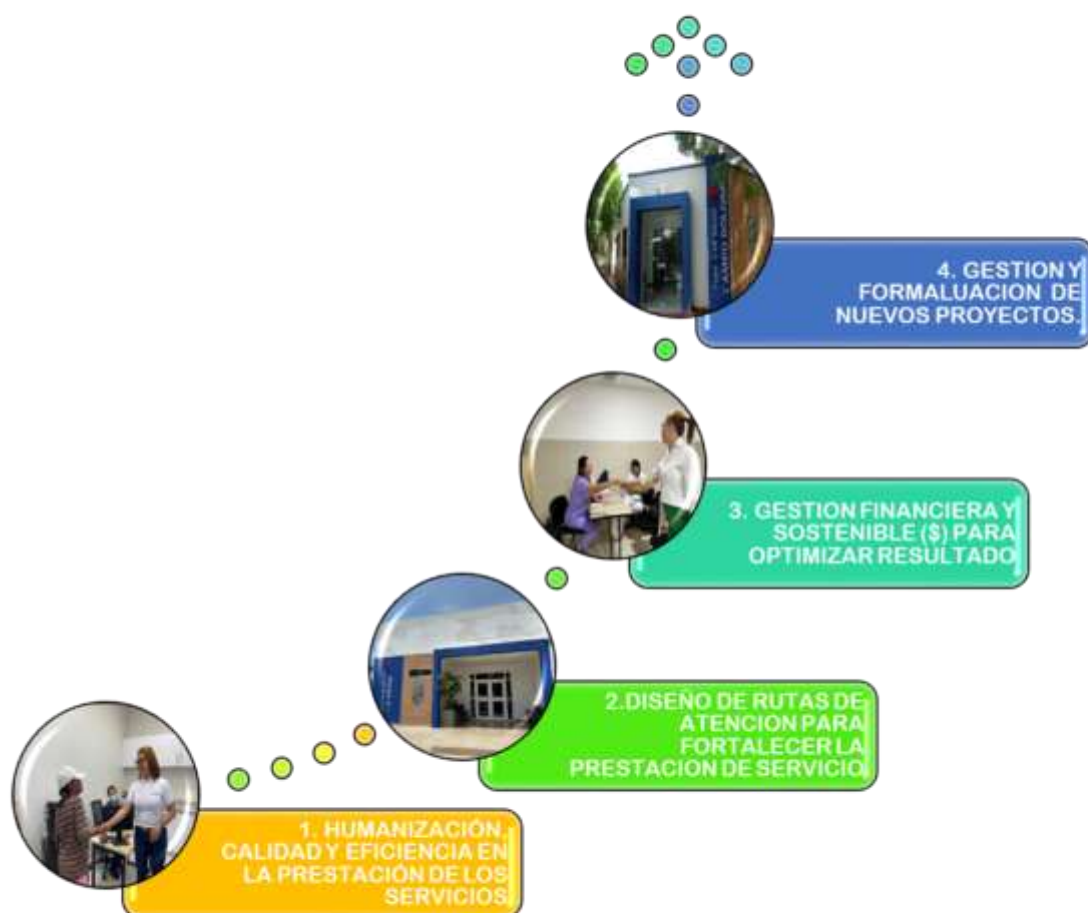 4. GESTION Y
FORMALUACION DE
NUEVOS PROYECTOS.
3. GESTION FINANCIERA Y
SOSTENIBLE ($) PARA
OPTIMIZAR RESULTADO
2.DISEÑO DE RUTAS DE
ATENCION PARA
FORTALECER LA
PRESTACION DE SERVICIO
1. HUMANIZACIÓN,
CALIDAD Y EFICIENCIA EN
LA PRESTACIÓN DE LOS
SERVICIOS